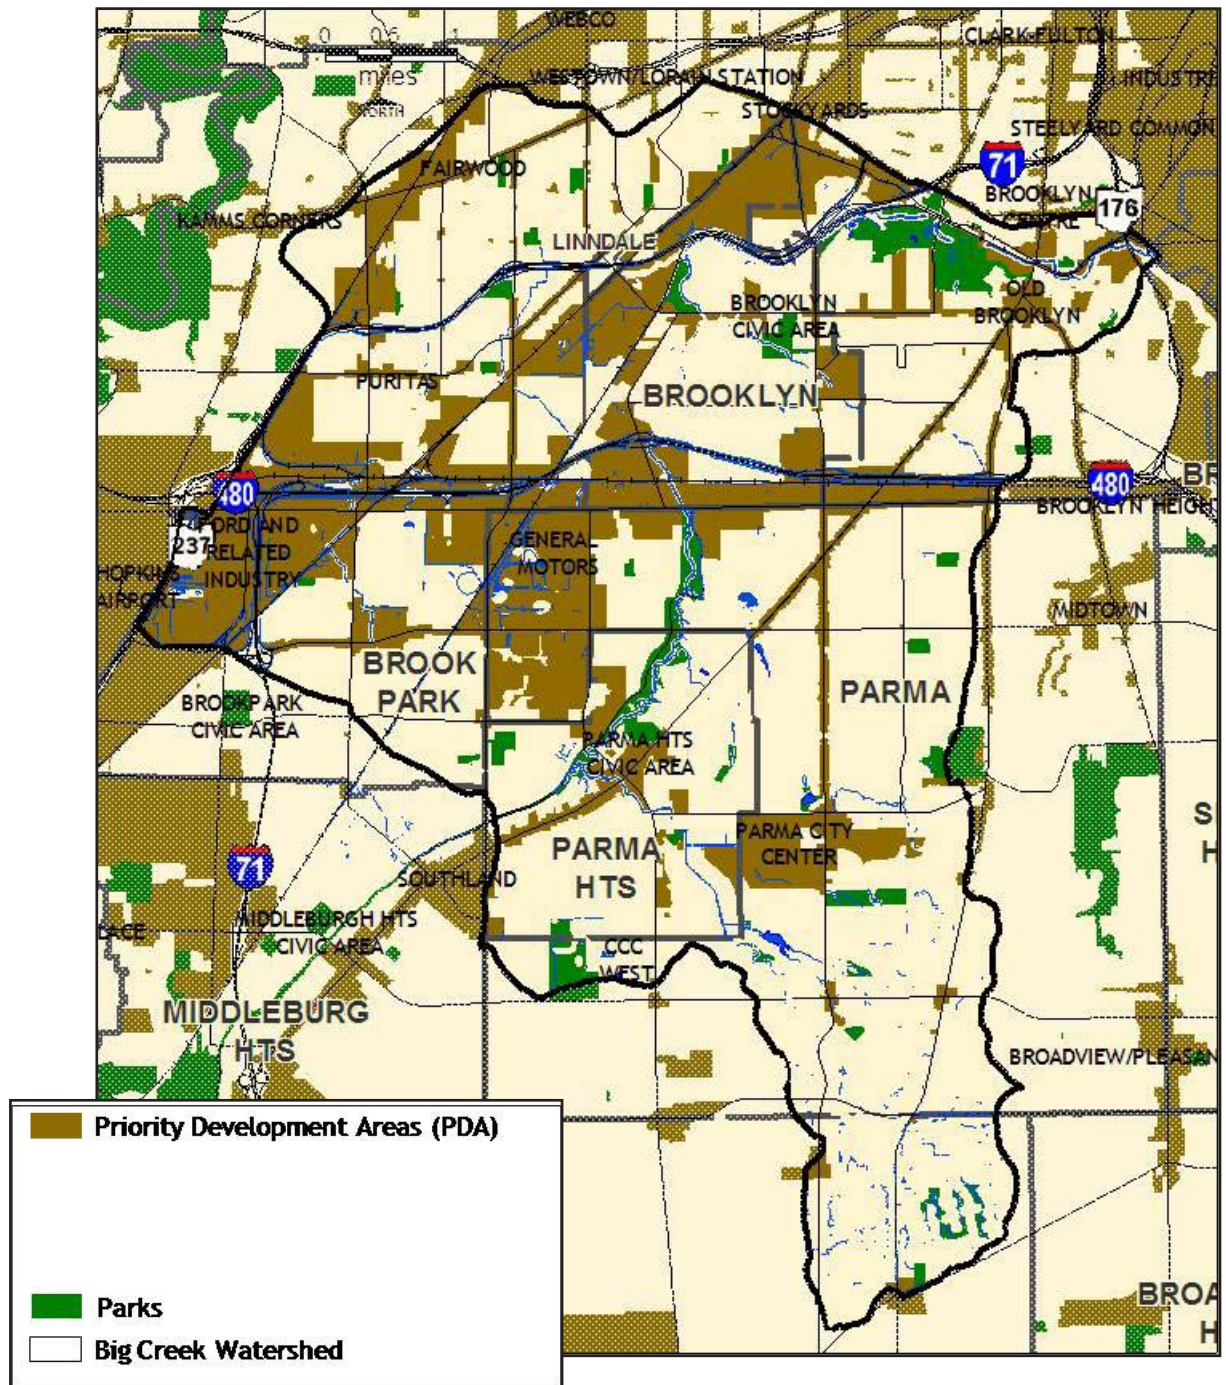 WEBCO
CLARK-FULTON
0 0.5 1
miles
NORTH
WESTOWN/LORAIN STATION
INDUSTRI
STOCKYARDS
STEELYARD COMMON
FAIRWOOD
71
BROOKLYN
CENTRE
176
KAMMS CORNERS
LINNDALE
OLD
BROOKLYN
BROOKLYN
CIVIC AREA
PURITAS
BROOKLYN
480
480
BR
BROOKLYN HEIGH
237
FORD AND
RELATED
INDUSTRY
GENERAL
MOTORS
HOPKINS
AIRPORT
MIDTOWN
BROOK
PARK
PARMA
BROOKPARK
CIVIC AREA
PARMA HTS
CIVIC AREA
S
H
PARMA CITY
CENTER
PARMA
HTS
71
SOUTHLAND
MIDDLEBURGH HTS
CIVIC AREA
LACE
CCC
WEST
MIDDLEBURG
HTS
BROADVIEW/PLEASAN
BROA
H
Priority Development Areas (PDA)
Parks
Big Creek Watershed